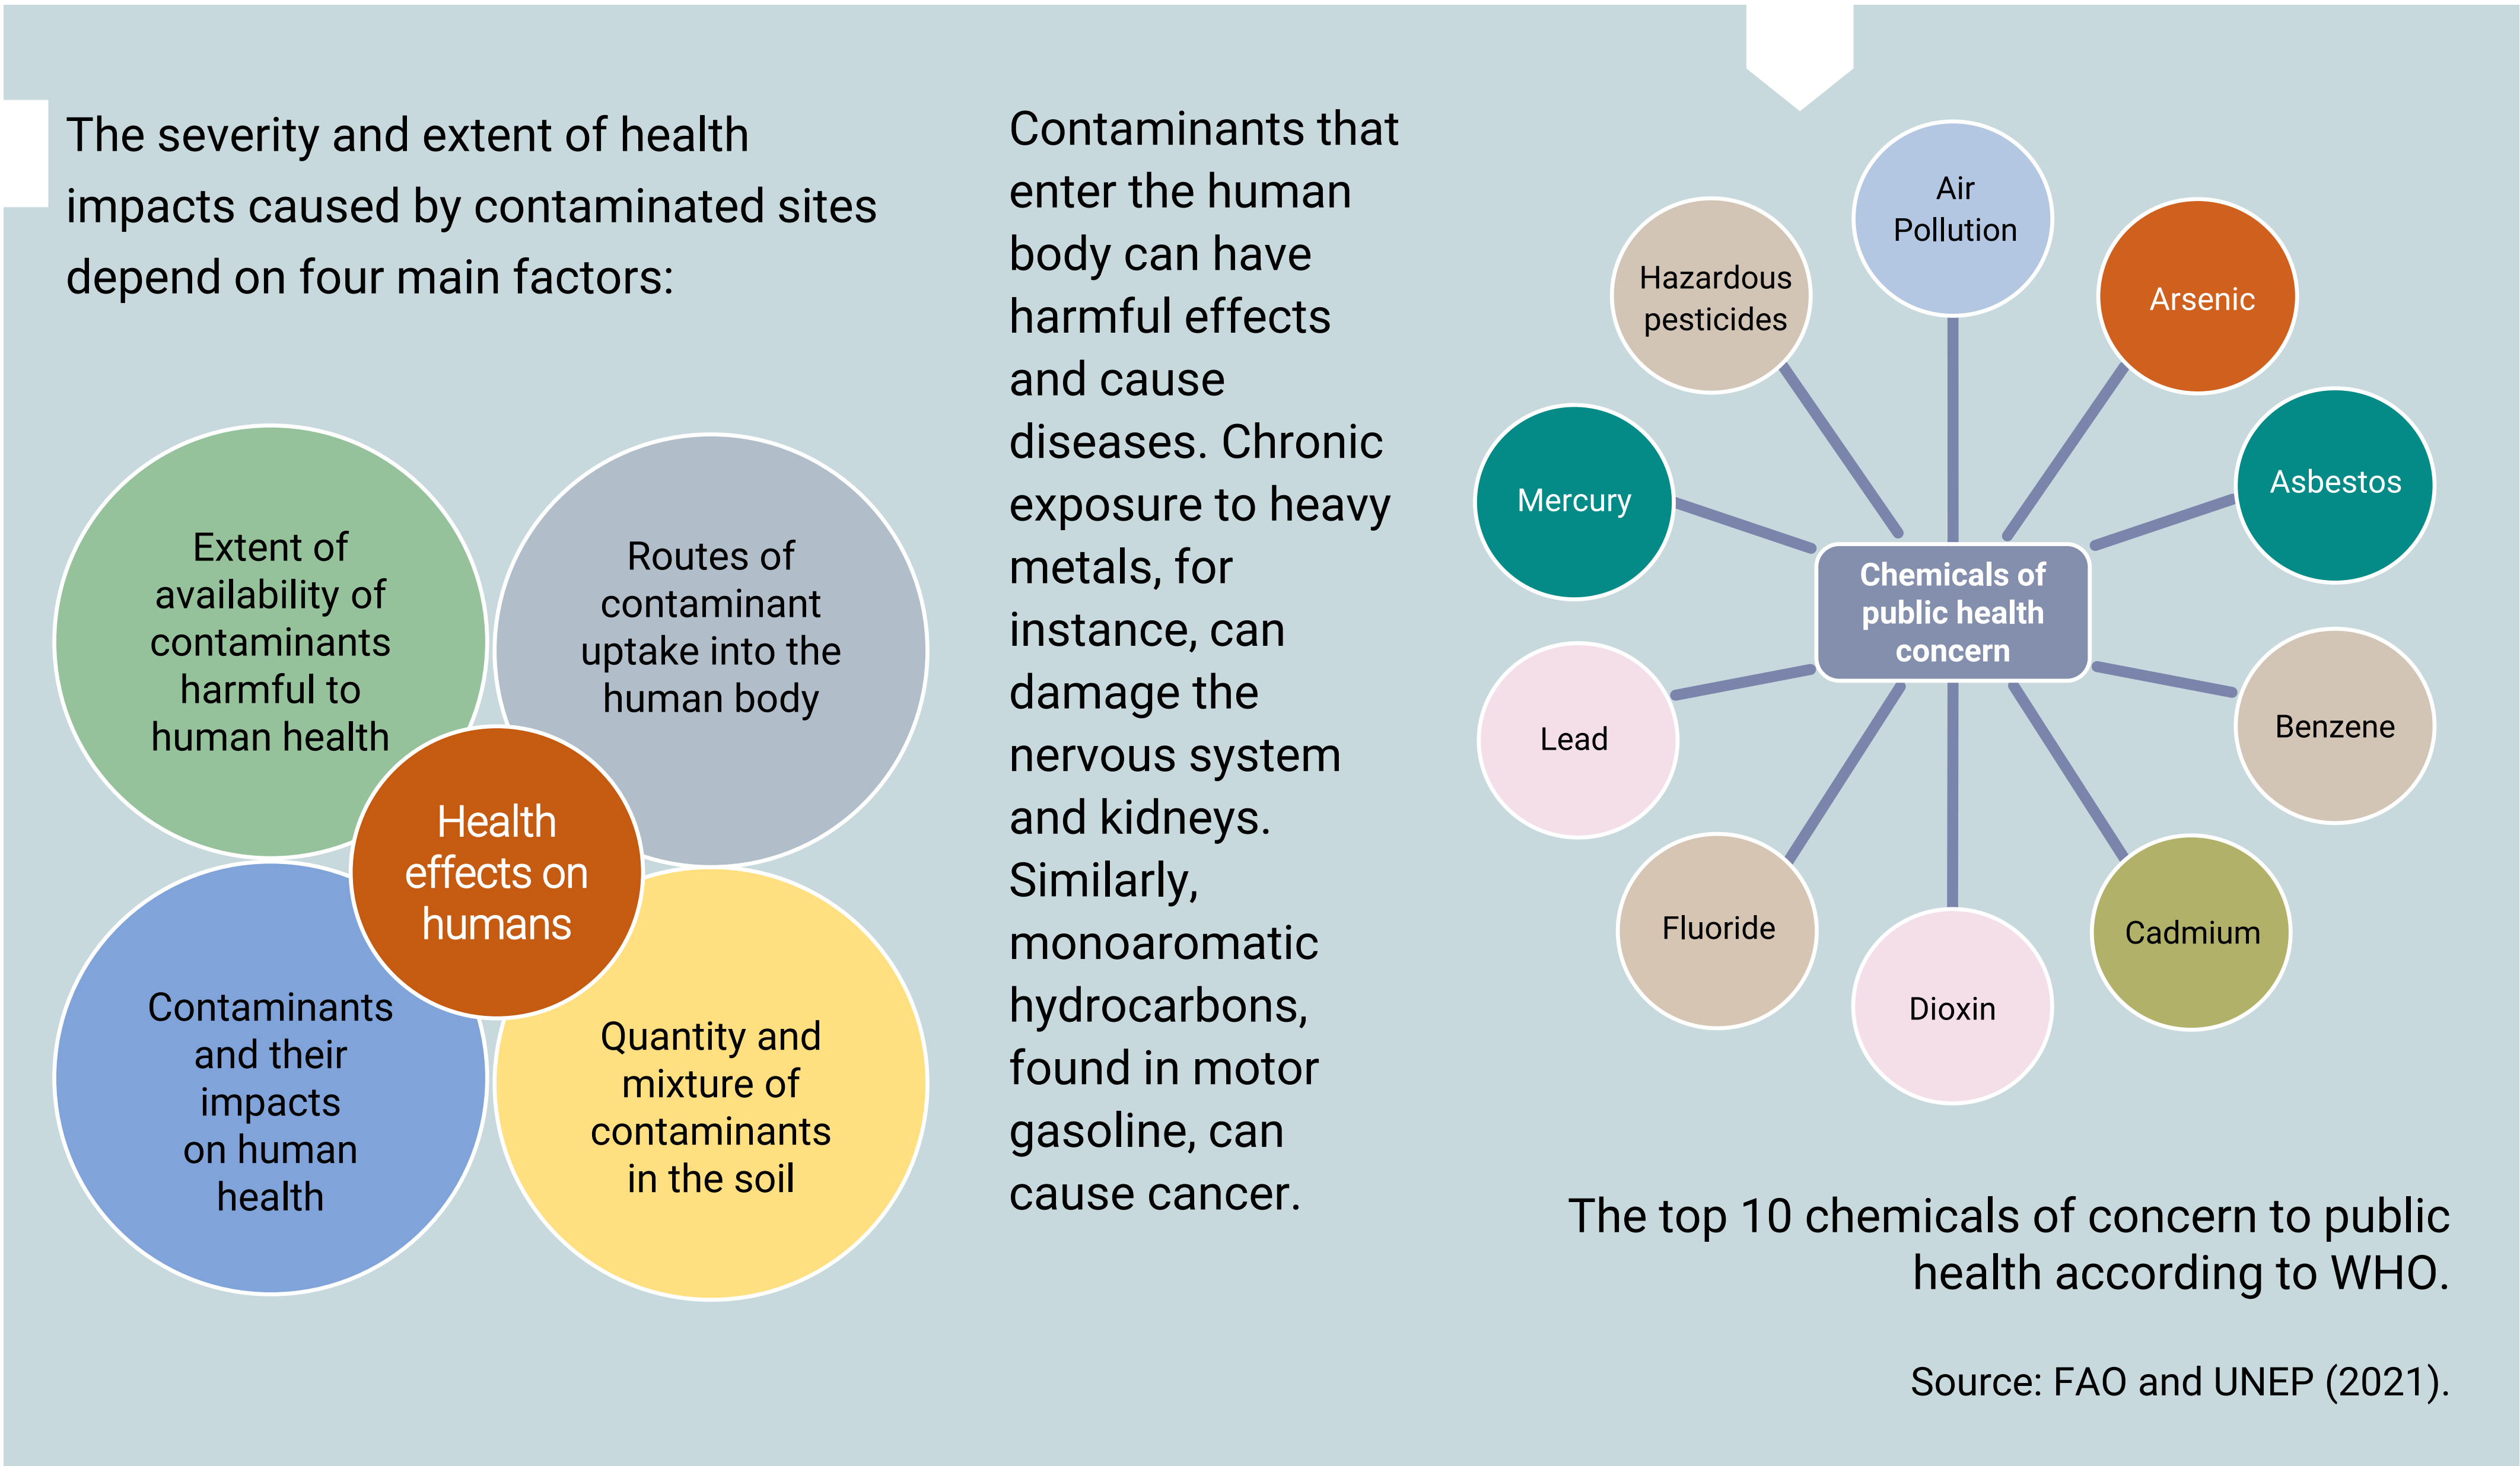 The severity and extent of health
impacts caused by contaminated sites
depend on four main factors:
Extent of
availability of
contaminants
harmful to
human health
Routes of
contaminant
uptake into the
human body
Health
effects on
humans
Contaminants
and their
impacts
on human
health
Quantity and
mixture of
contaminants
in the soil
Contaminants that
enter the human
body can have
harmful effects
and cause
diseases. Chronic
exposure to heavy
metals, for
instance, can
damage the
nervous system
and kidneys.
Similarly,
monoaromatic
hydrocarbons,
found in motor
gasoline, can
cause cancer.
Air
Pollution
Arsenic
Asbestos
Benzene
Cadmium
Dioxin
Fluoride
Lead
Mercury
Hazardous
pesticides
Chemicals of
public health
concern
The top 10 chemicals of concern to public
health according to WHO.
Source: FAO and UNEP (2021).